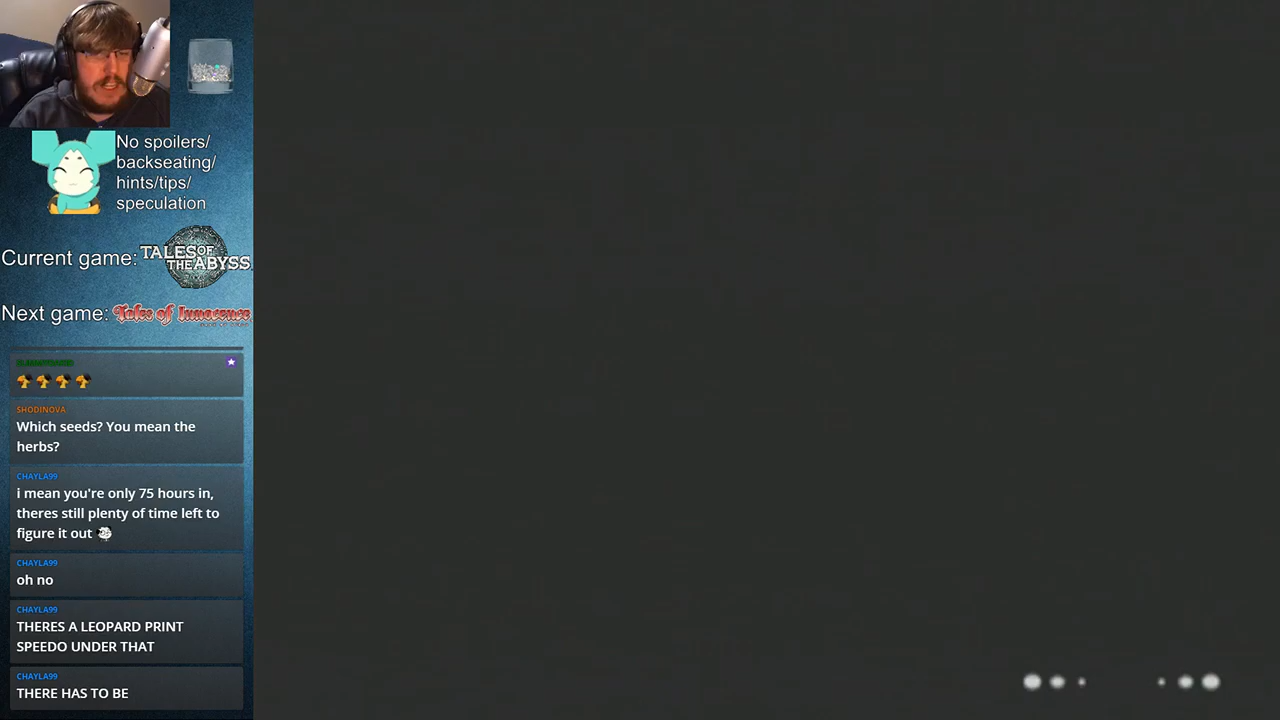 No spoilers/
backseating/
hints/tips/
speculation
Current game: TALES OF THE ABYSS
Next game: Tales of Innocence
SHODINOVA
Which seeds? You mean the
herbs?
CHAYLA99
i mean you're only 75 hours in,
theres still plenty of time left to
figure it out
CHAYLA99
oh no
CHAYLA99
THERES A LEOPARD PRINT
SPEEDO UNDER THAT
CHAYLA99
THERE HAS TO BE